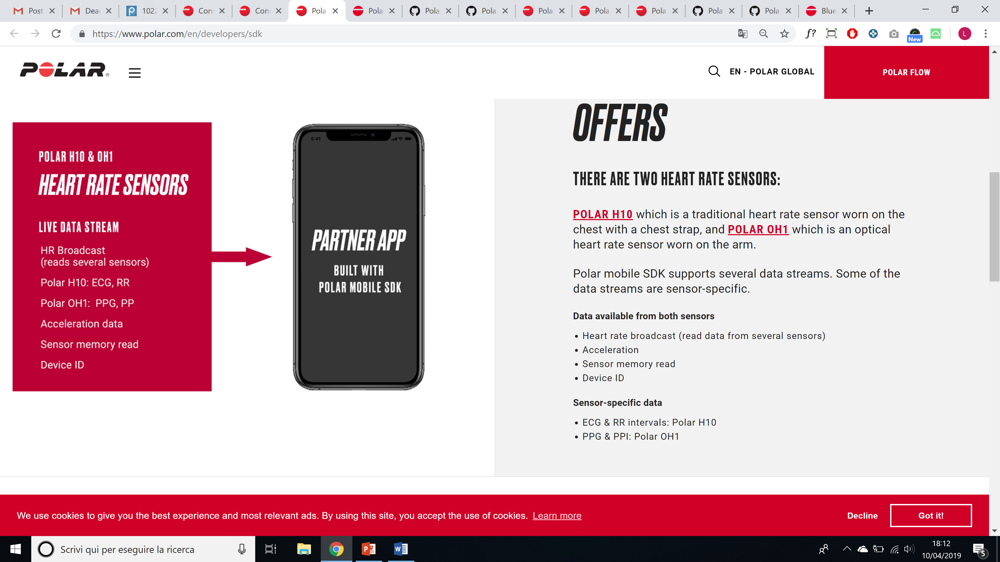 Post
Dea
1022
Con
Con
Pola
Pola
Pola
Pola
Pola
Pola
Pola
Pola
Pola
Blue
https://www.polar.com/en/developers/sdk
f?
New
L
POLAR®
EN - POLAR GLOBAL
POLAR FLOW
POLAR H10 & OH1
HEART RATE SENSORS
LIVE DATA STREAM
HR Broadcast
(reads several sensors)
Polar H10: ECG, RR
Polar OH1: PPG, PP
Acceleration data
Sensor memory read
Device ID
9:41
PARTNER APP
BUILT WITH
POLAR MOBILE SDK
OFFERS
THERE ARE TWO HEART RATE SENSORS:
POLAR H10 which is a traditional heart rate sensor worn on the
chest with a chest strap, and POLAR OH1 which is an optical
heart rate sensor worn on the arm.
Polar mobile SDK supports several data streams. Some of the
data streams are sensor-specific.
Data available from both sensors
• Heart rate broadcast (read data from several sensors)
• Acceleration
• Sensor memory read
• Device ID
Sensor-specific data
• ECG & RR intervals: Polar H10
• PPG & PPI: Polar OH1
We use cookies to give you the best experience and most relevant ads. By using this site, you accept the use of cookies. Learn more
Decline
Got it!
Scrivi qui per eseguire la ricerca
18:12
10/04/2019
5